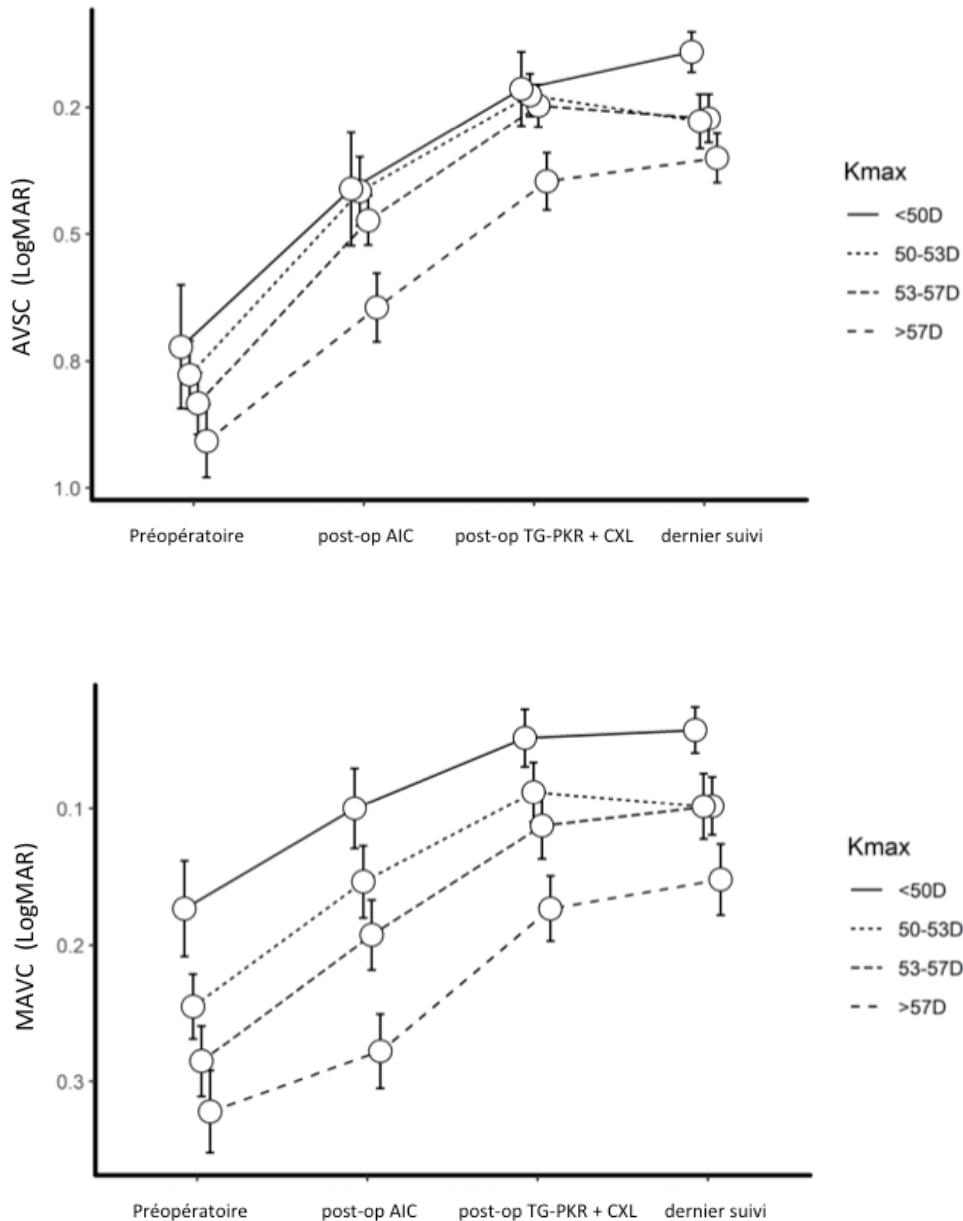 AVSC (LogMAR)
0.2
0.5
0.8
1.0
Préopératoire
post-op AIC
post-op TG-PKR + CXL
dernier suivi
Kmax
<50D
50-53D
53-57D
>57D
MAVC (LogMAR)
0.1
0.2
0.3
Préopératoire
post-op AIC
post-op TG-PKR + CXL
dernier suivi
Kmax
<50D
50-53D
53-57D
>57D